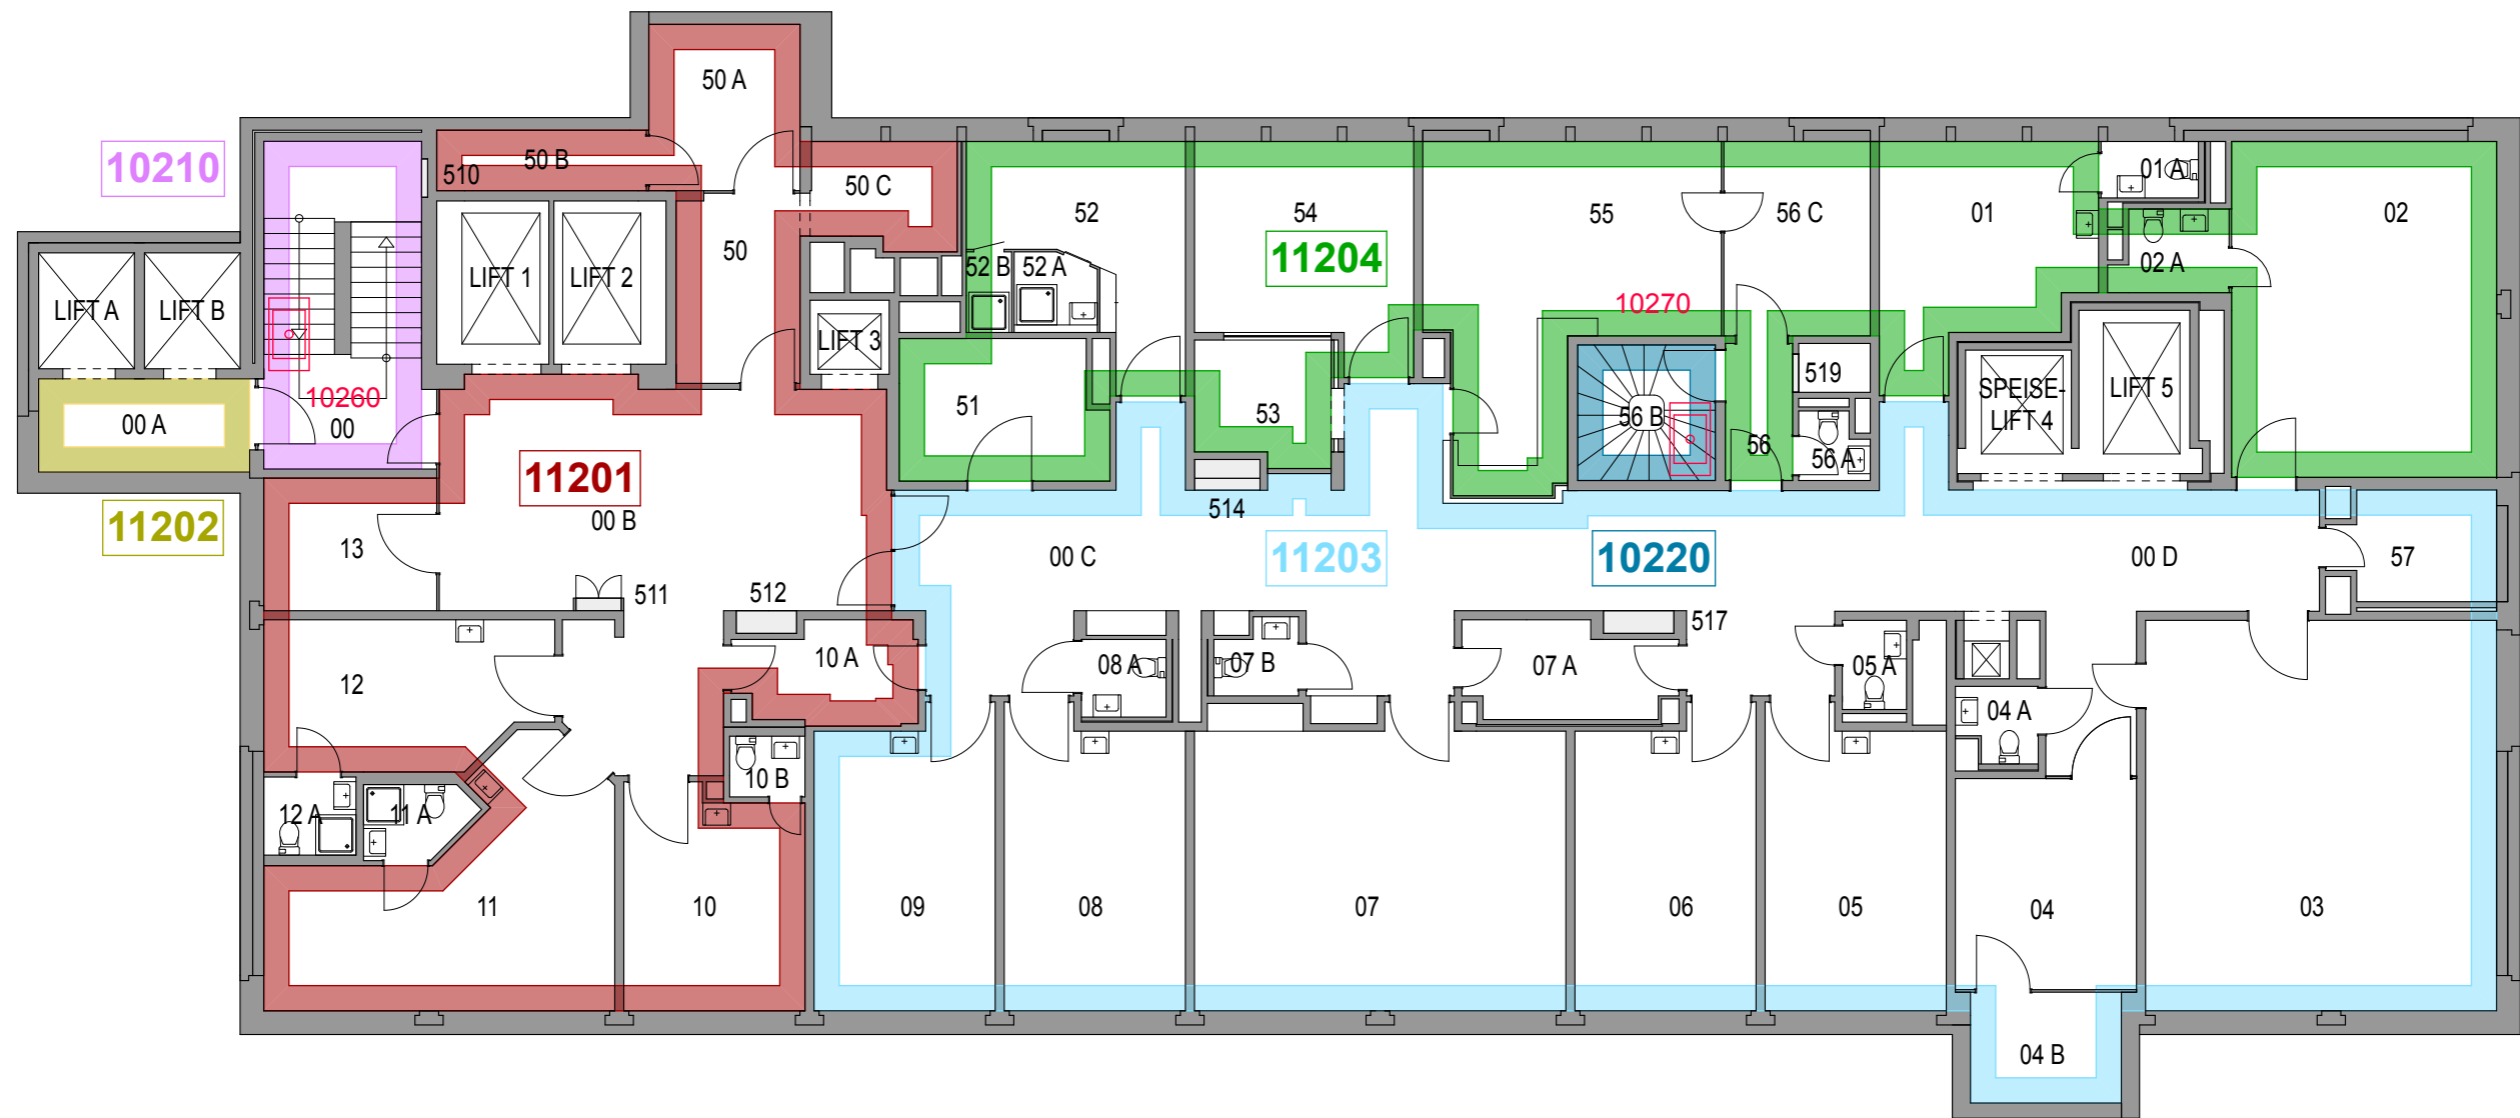 50 A
10210
510
50 B
50 C
01 A
52
54
55
56 C
01
02
50
11204
52 B
52 A
02 A
LIFT A
LIFT B
LIFT 1
LIFT 2
10270
LIFT 3
519
SPEISE-
LIFT 4
LIFT 5
10260
00 A
00
51
53
56 B
56
56 A
11201
514
11202
00 B
13
00 C
11203
10220
00 D
57
511
512
517
12
10 A
08 A
07 B
07 A
05 A
04 A
12 A
11 A
10 B
11
10
09
08
07
06
05
04
03
04 B